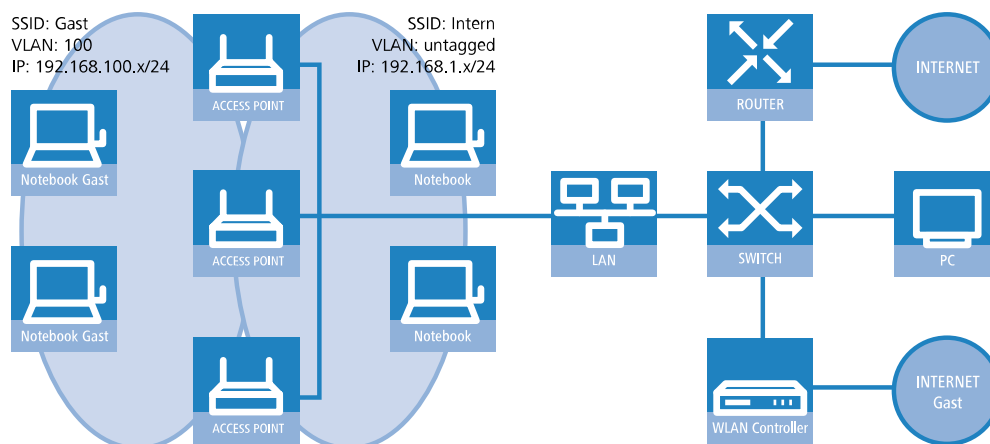 SSID: Gast
VLAN: 100
IP: 192.168.100.x/24
SSID: Intern
VLAN: untagged
IP: 192.168.1.x/24
ACCESS POINT
ROUTER
INTERNET
Notebook Gast
Notebook
ACCESS POINT
LAN
SWITCH
PC
Notebook Gast
Notebook
ACCESS POINT
WLAN Controller
INTERNET
Gast